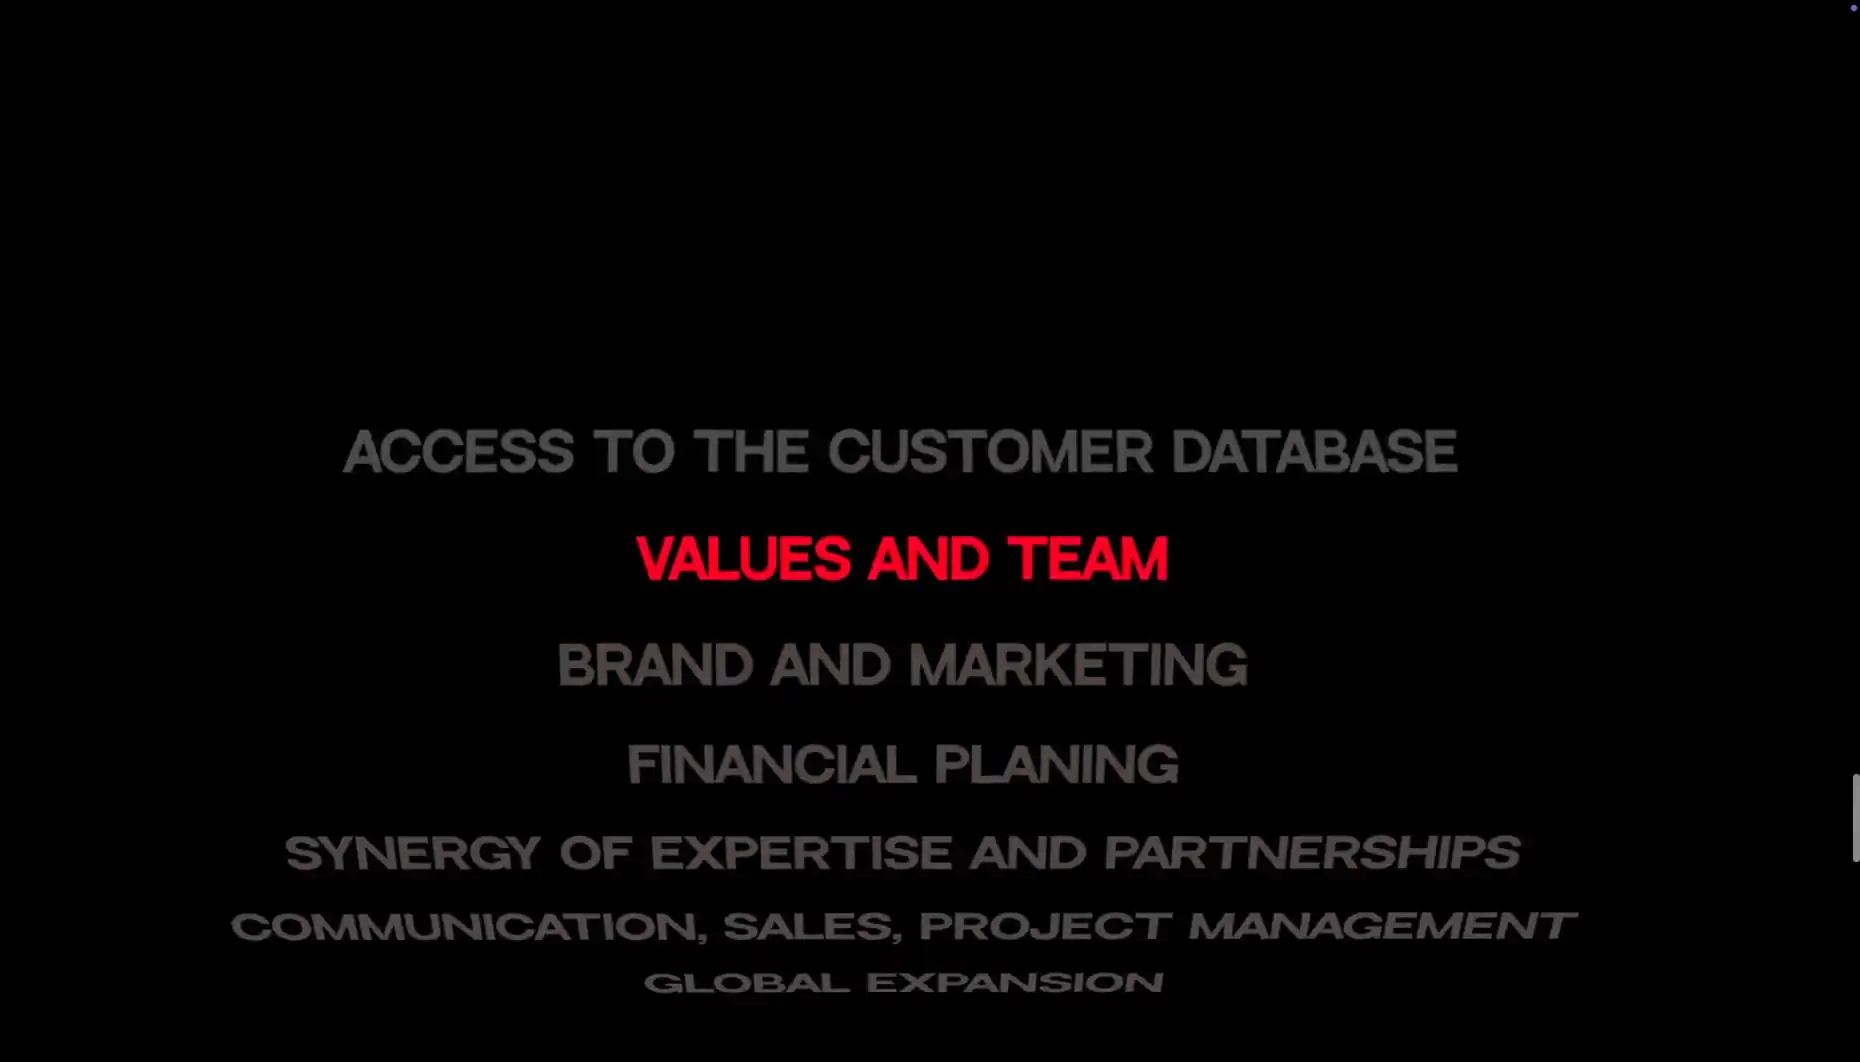 ACCESS TO THE CUSTOMER DATABASE
VALUES AND TEAM
BRAND AND MARKETING
FINANCIAL PLANING
SYNERGY OF EXPERTISE AND PARTNERSHIPS
COMMUNICATION, SALES, PROJECT MANAGEMENT
GLOBAL EXPANSION